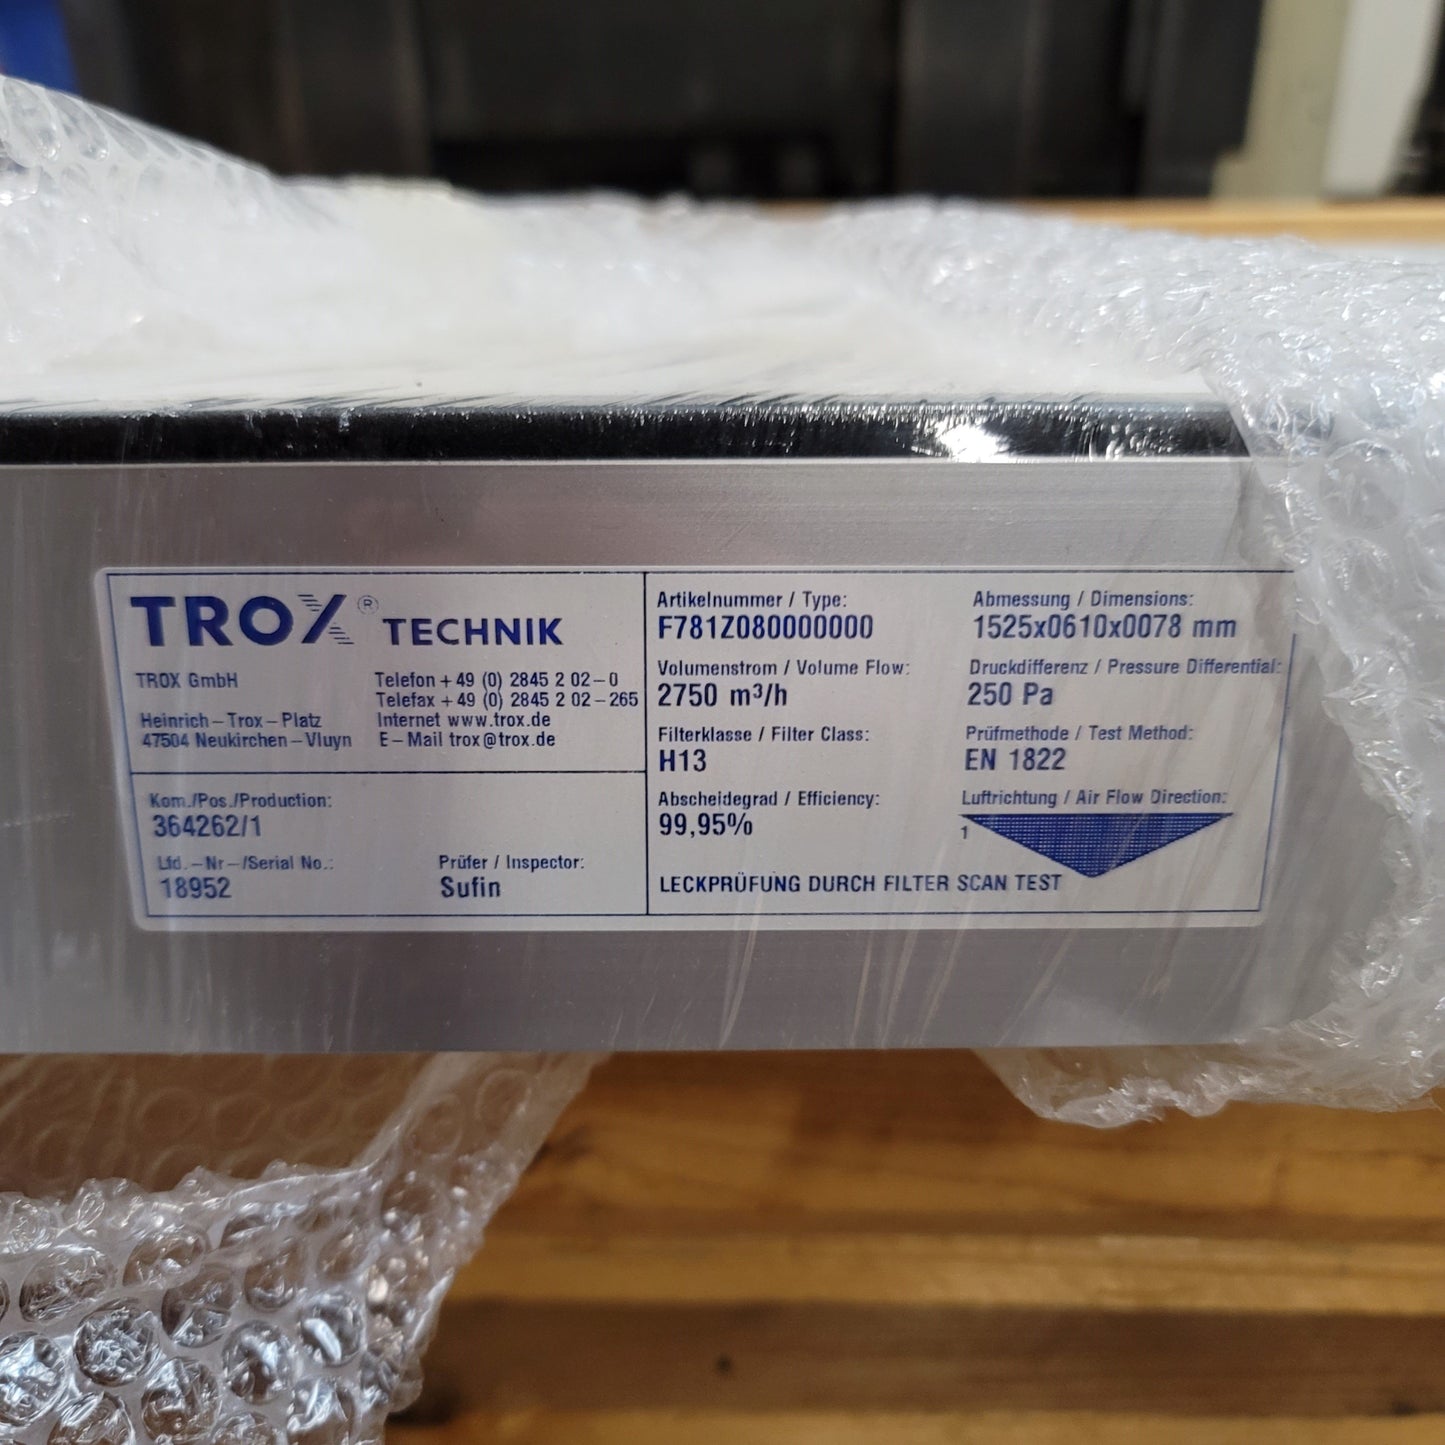 TROX® TECHNIK
TROX GmbH
Heinrich-Trox-Platz
47504 Neukirchen-Vluyn
Telefon +49 (0) 2845 2 02-0
Telefax +49 (0) 2845 2 02-265
Internet www.trox.de
E-Mail trox@trox.de
Kom./Pos./Production:
364262/1
Lfd.-Nr-/Serial No.:
18952
Prüfer / Inspector:
Sufin
Artikelnummer / Type:
F781Z080000000
Abmessung / Dimensions:
1525x0610x0078 mm
Volumenstrom / Volume Flow:
2750 m³/h
Druckdifferenz / Pressure Differential:
250 Pa
Filterklasse / Filter Class:
H13
Prüfmethode / Test Method:
EN 1822
Abscheidegrad / Efficiency:
99,95%
Luftrichtung / Air Flow Direction:
1
LECKPRÜFUNG DURCH FILTER SCAN TEST